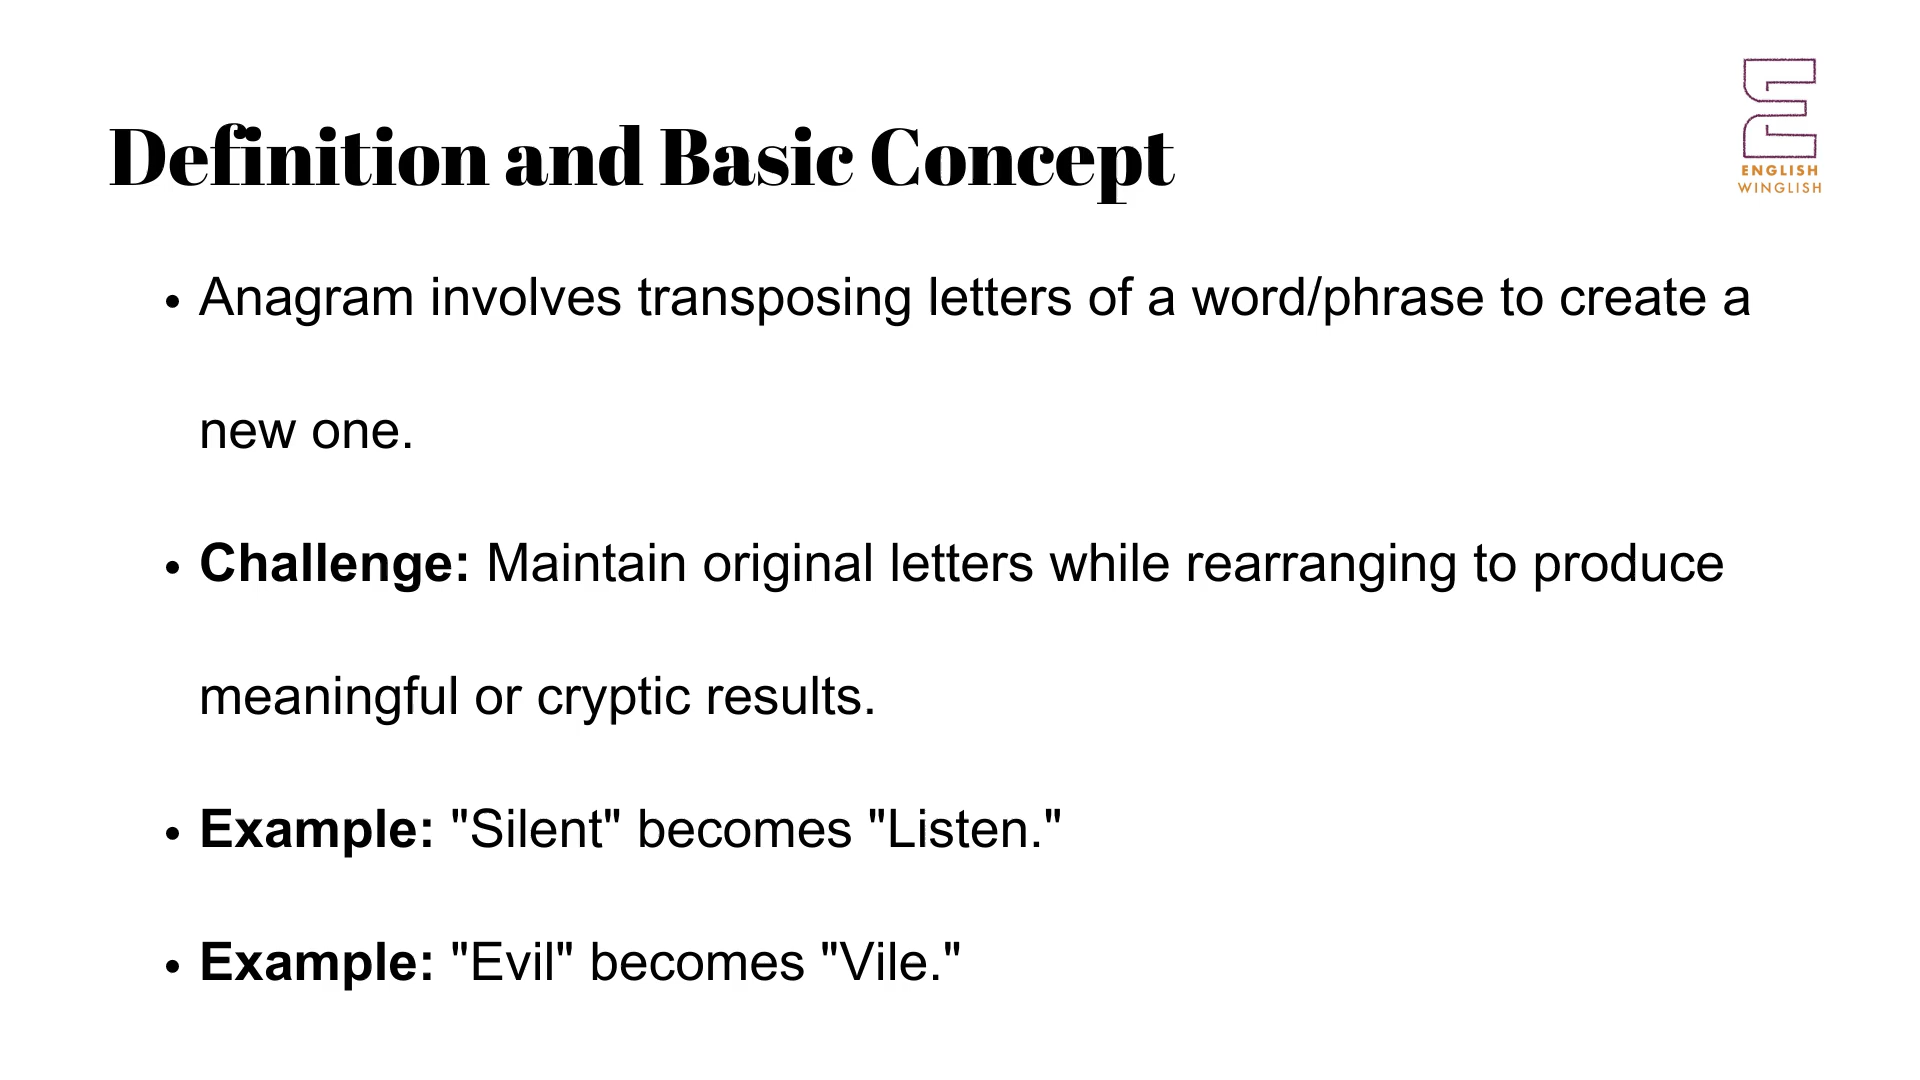 Definition and Basic Concept
ENGLISH
WINGLISH
• Anagram involves transposing letters of a word/phrase to create a
new one.
• Challenge: Maintain original letters while rearranging to produce
meaningful or cryptic results.
• Example: "Silent" becomes "Listen."
• Example: "Evil" becomes "Vile."